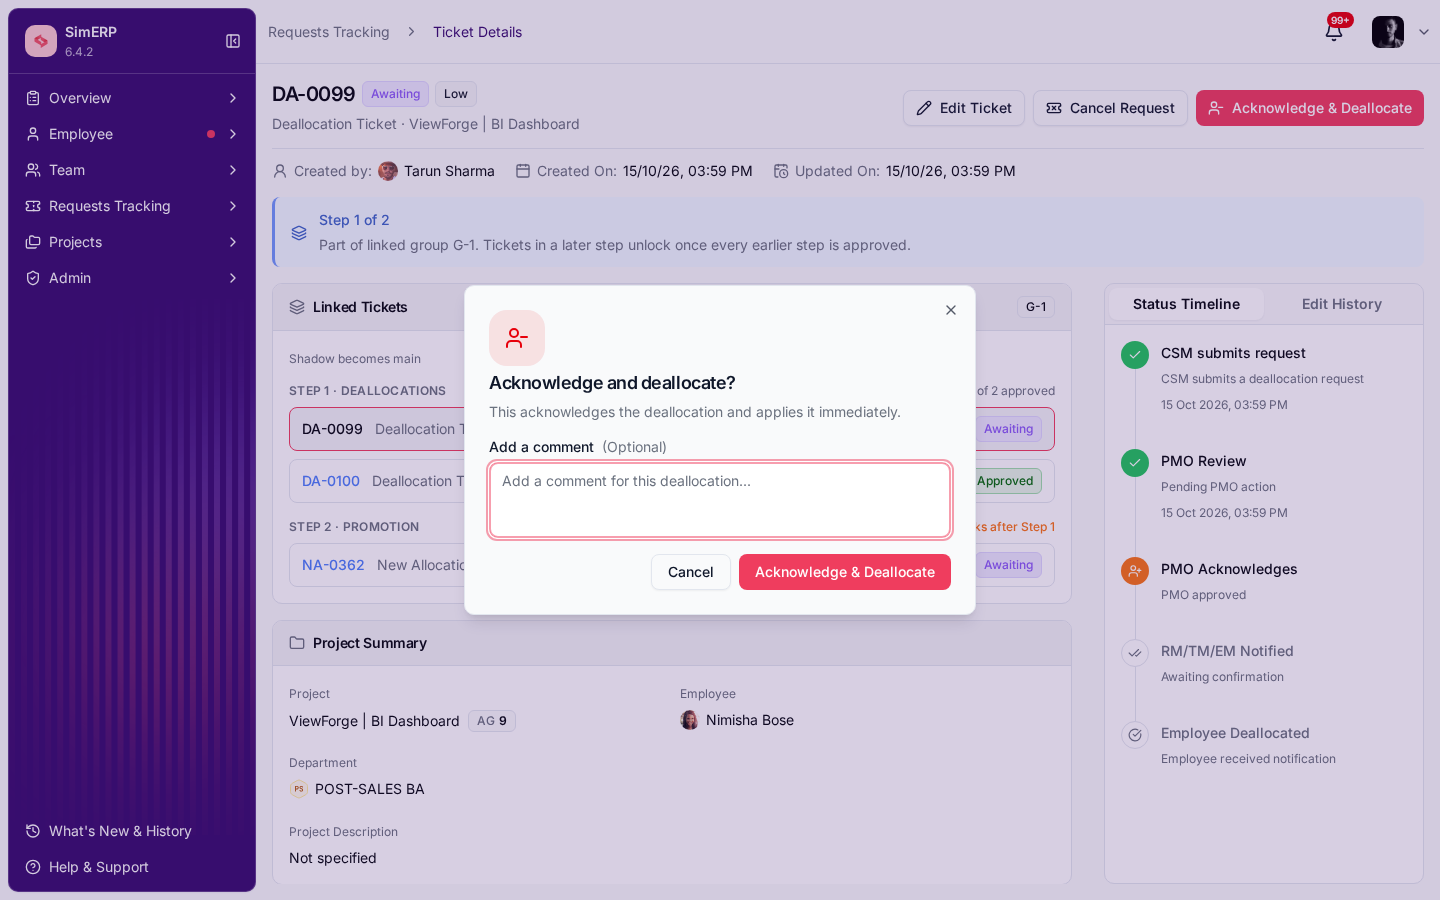 SimERP
6.4.2
Overview
Employee
Team
Requests Tracking
Projects
Admin
What's New & History
Help & Support
Requests Tracking > Ticket Details
99+
DA-0099 Awaiting Low
Deallocation Ticket · ViewForge | BI Dashboard
Edit Ticket
Cancel Request
Acknowledge & Deallocate
Created by: Tarun Sharma Created On: 15/10/26, 03:59 PM Updated On: 15/10/26, 03:59 PM
Step 1 of 2
Part of linked group G-1. Tickets in a later step unlock once every earlier step is approved.
Linked Tickets G-1
Shadow becomes main
STEP 1 · DEALLOCATIONS of 2 approved
DA-0099 Deallocation Awaiting
DA-0100 Deallocation Approved
STEP 2 · PROMOTION after Step 1
NA-0362 New Awaiting
Acknowledge and deallocate?
This acknowledges the deallocation and applies it immediately.
Add a comment (Optional)
Add a comment for this deallocation...
Cancel
Acknowledge & Deallocate
Project Summary
Project
ViewForge | BI Dashboard AG 9
Employee
Nimisha Bose
Department
PS POST-SALES BA
Project Description
Not specified
Status Timeline
Edit History
CSM submits request
CSM submits a deallocation request
15 Oct 2026, 03:59 PM
PMO Review
Pending PMO action
15 Oct 2026, 03:59 PM
PMO Acknowledges
PMO approved
RM/TM/EM Notified
Awaiting confirmation
Employee Deallocated
Employee received notification